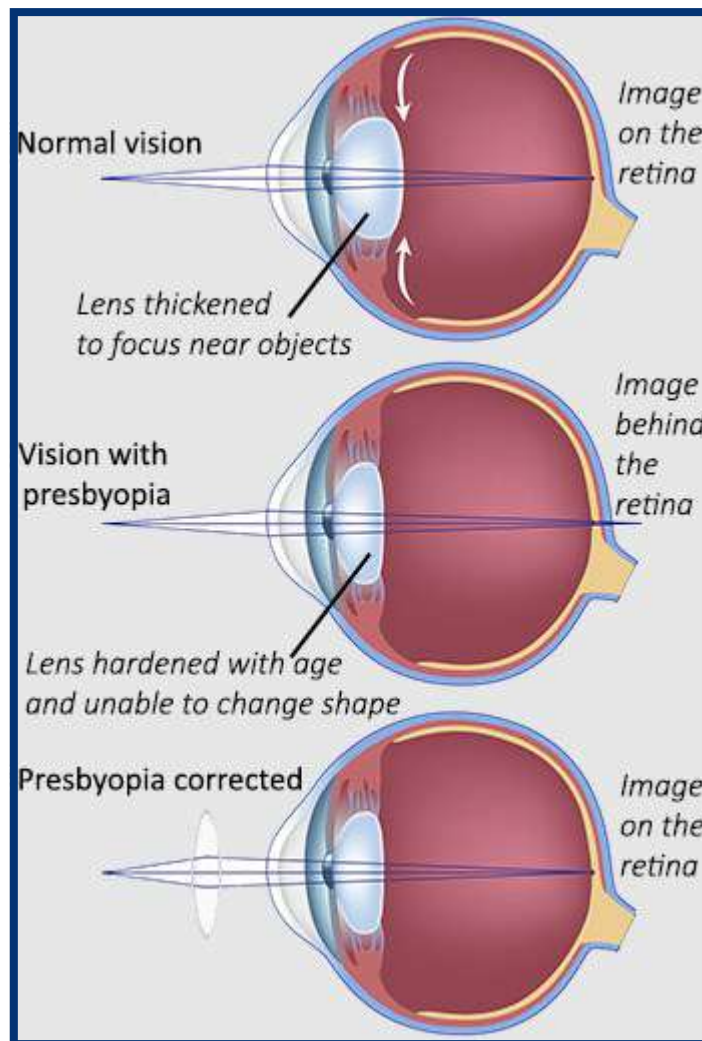 Normal vision
Image
on the
retina
Lens thickened
to focus near objects
Vision with
presbyopia
Image
behind
the
retina
Lens hardened with age
and unable to change shape
Presbyopia corrected
Image
on the
retina